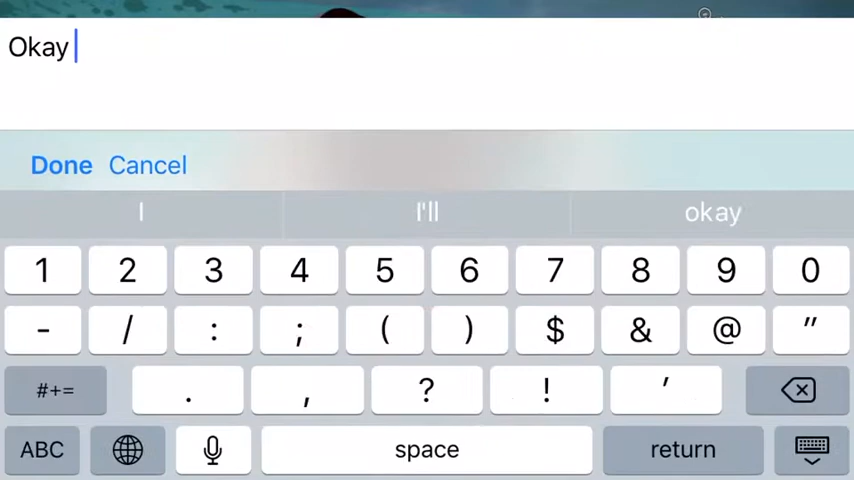 Okay
Done Cancel
I I'll okay
1 2 3 4 5 6 7 8 9 0
- / : ; ( ) $ & @ "
#+= . , ? ! '
ABC space return